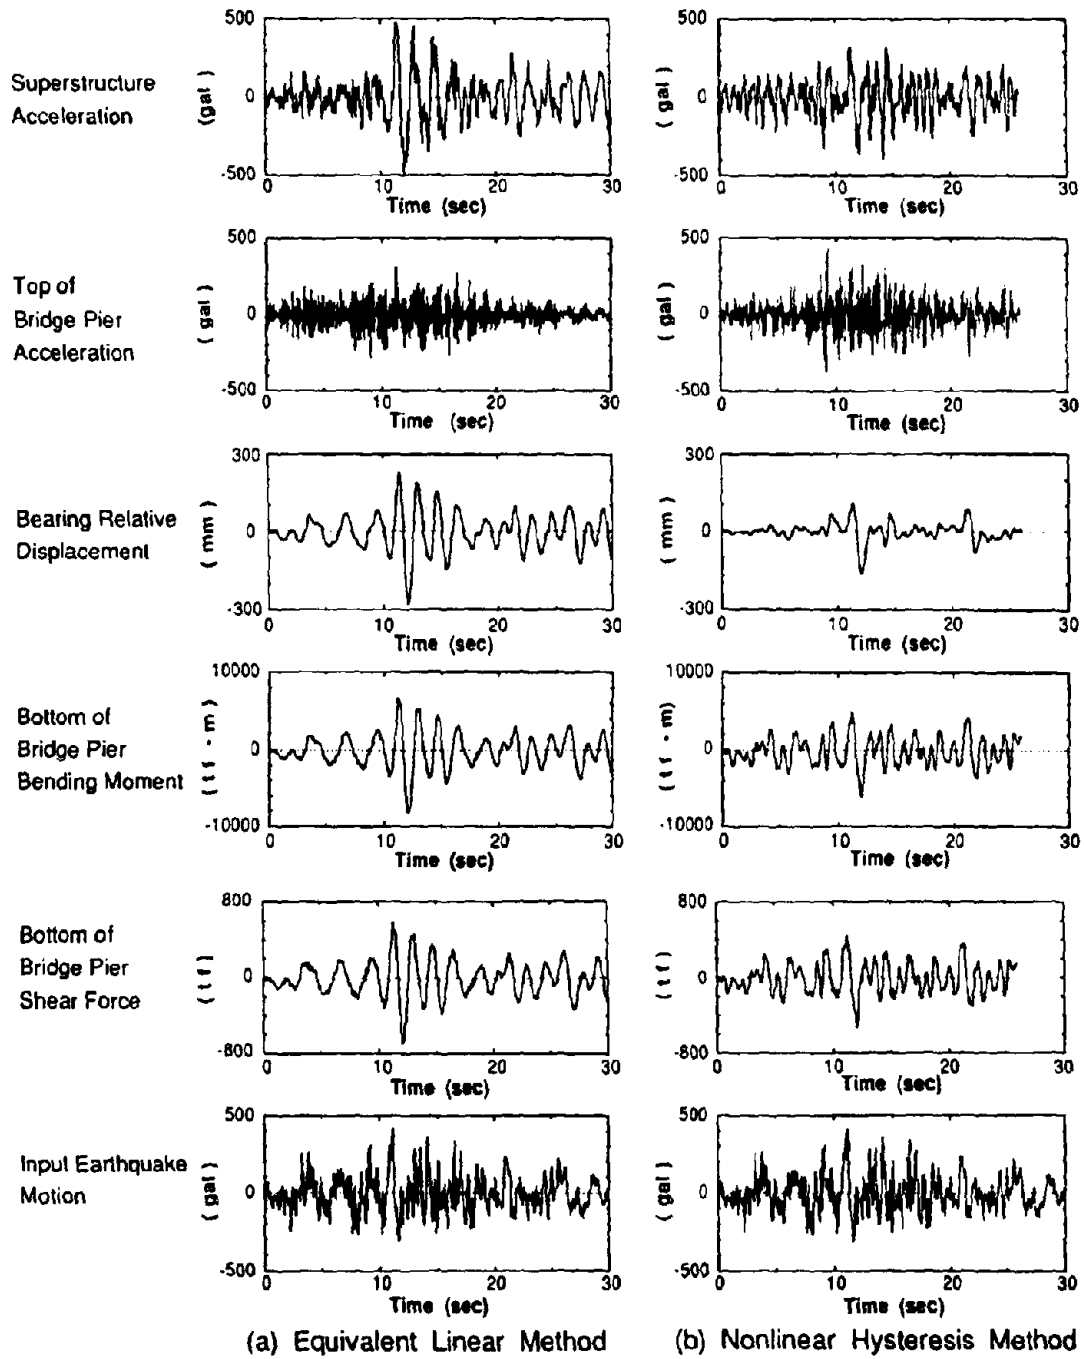 Superstructure
Acceleration
500
0
-500
(gal)
0 10 20 30
Time (sec)
500
0
-500
(gal)
0 10 20 30
Time (sec)
Top of
Bridge Pier
Acceleration
500
0
-500
(gal)
0 10 20 30
Time (sec)
500
0
-500
(gal)
0 10 20 30
Time (sec)
Bearing Relative
Displacement
300
0
-300
(mm)
0 10 20 30
Time (sec)
300
0
-300
(mm)
0 10 20 30
Time (sec)
Bottom of
Bridge Pier
Bending Moment
10000
0
-10000
(tf - m)
0 10 20 30
Time (sec)
10000
0
-10000
(tf - m)
0 10 20 30
Time (sec)
Bottom of
Bridge Pier
Shear Force
800
0
-800
(tf)
0 10 20 30
Time (sec)
800
0
-800
(tf)
0 10 20 30
Time (sec)
Input Earthquake
Motion
500
0
-500
(gal)
0 10 20 30
Time (sec)
500
0
-500
(gal)
0 10 20 30
Time (sec)
(a) Equivalent Linear Method
(b) Nonlinear Hysteresis Method